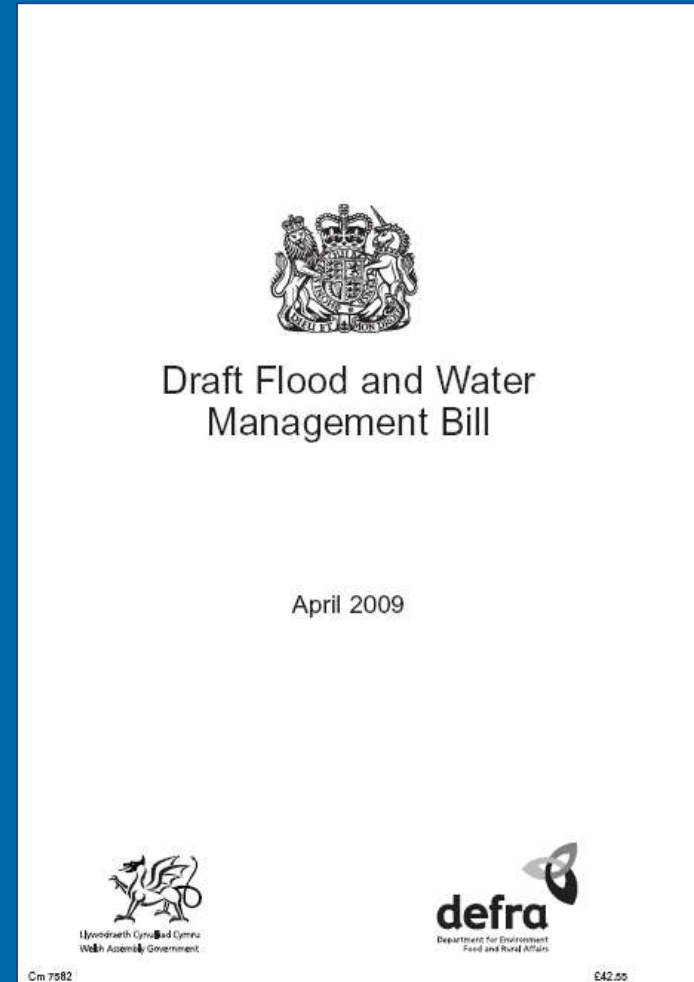 DIEU ET MON DROIT
Draft Flood and Water
Management Bill
April 2009
Llywodraeth Cymru
Welsh Assembly Government
defra
Department for Environment
Food and Rural Affairs
Cm 7582
£42.55